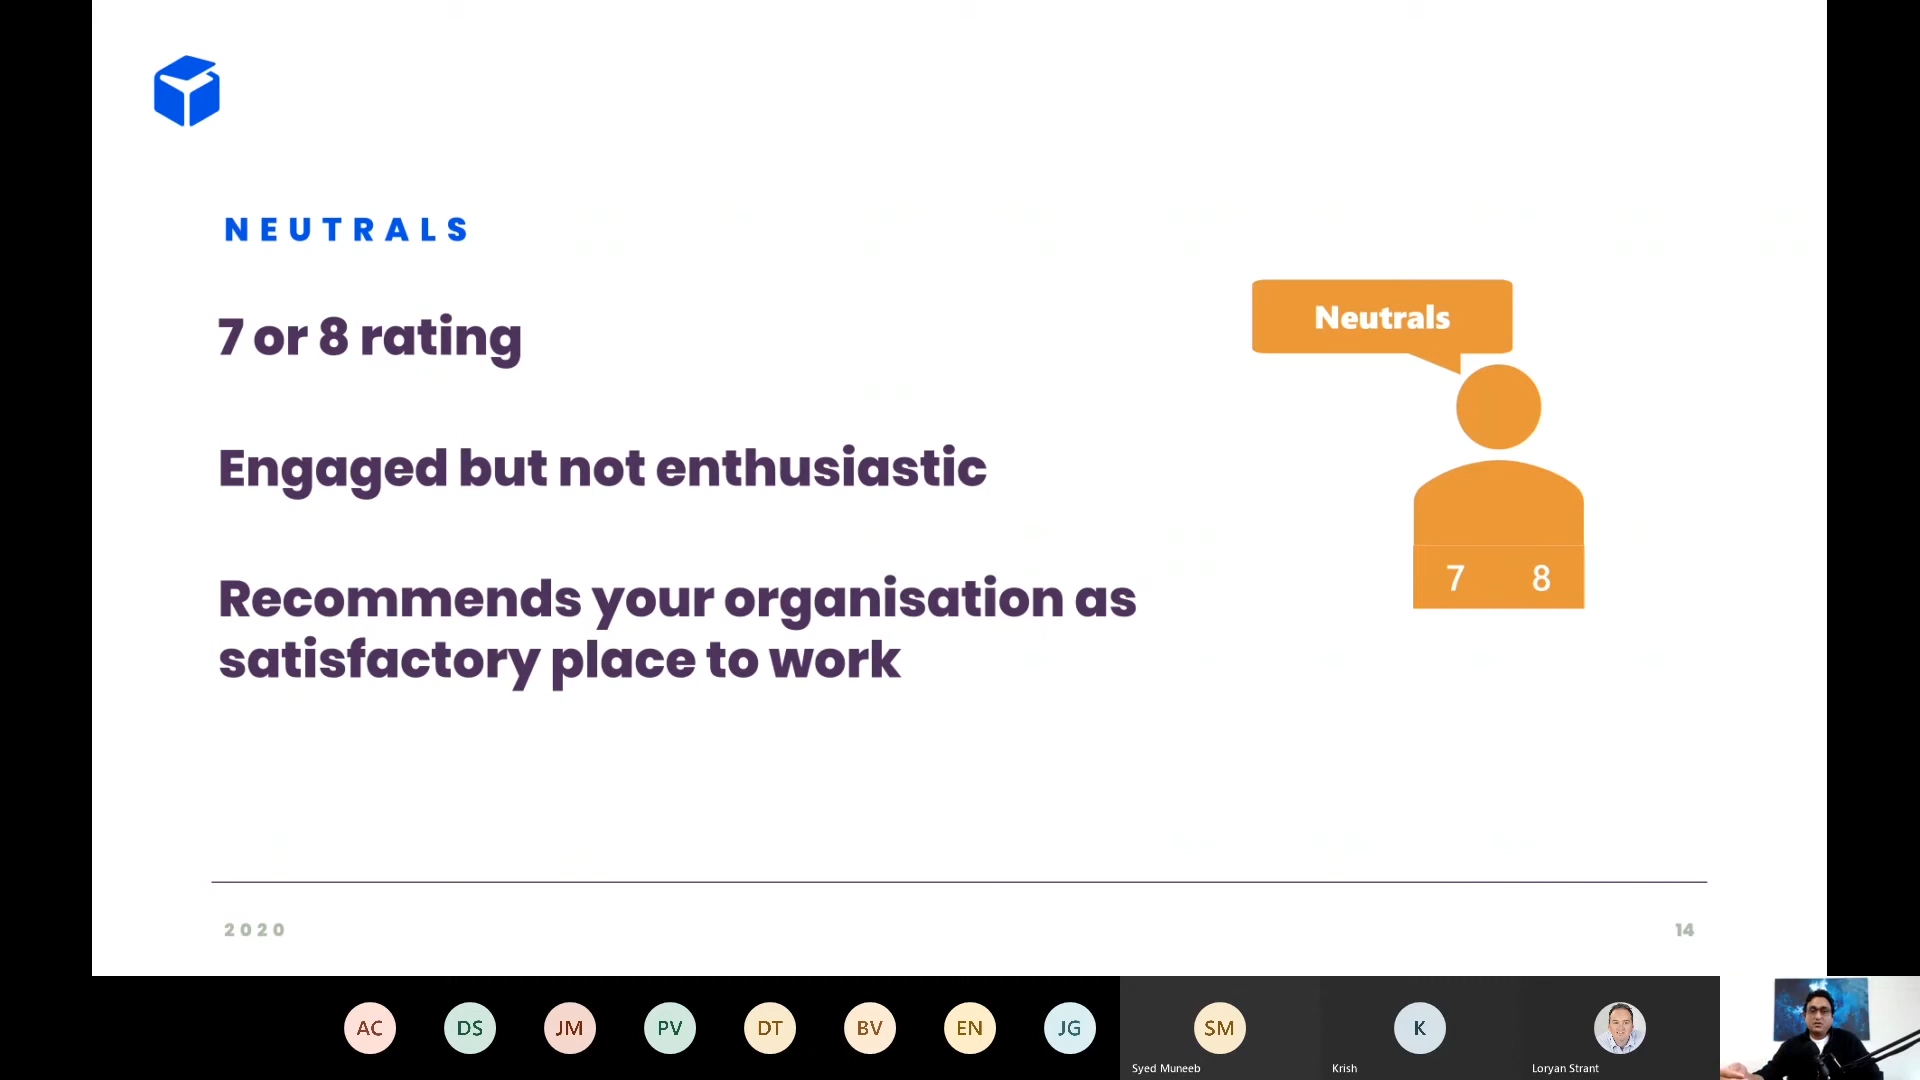 NEUTRALS
7 or 8 rating
Engaged but not enthusiastic
Recommends your organisation as
satisfactory place to work
Neutrals
7 8
2020
14
AC DS JM PV DT BV EN JG SM K
Syed Muneeb Krish Loryan Strant